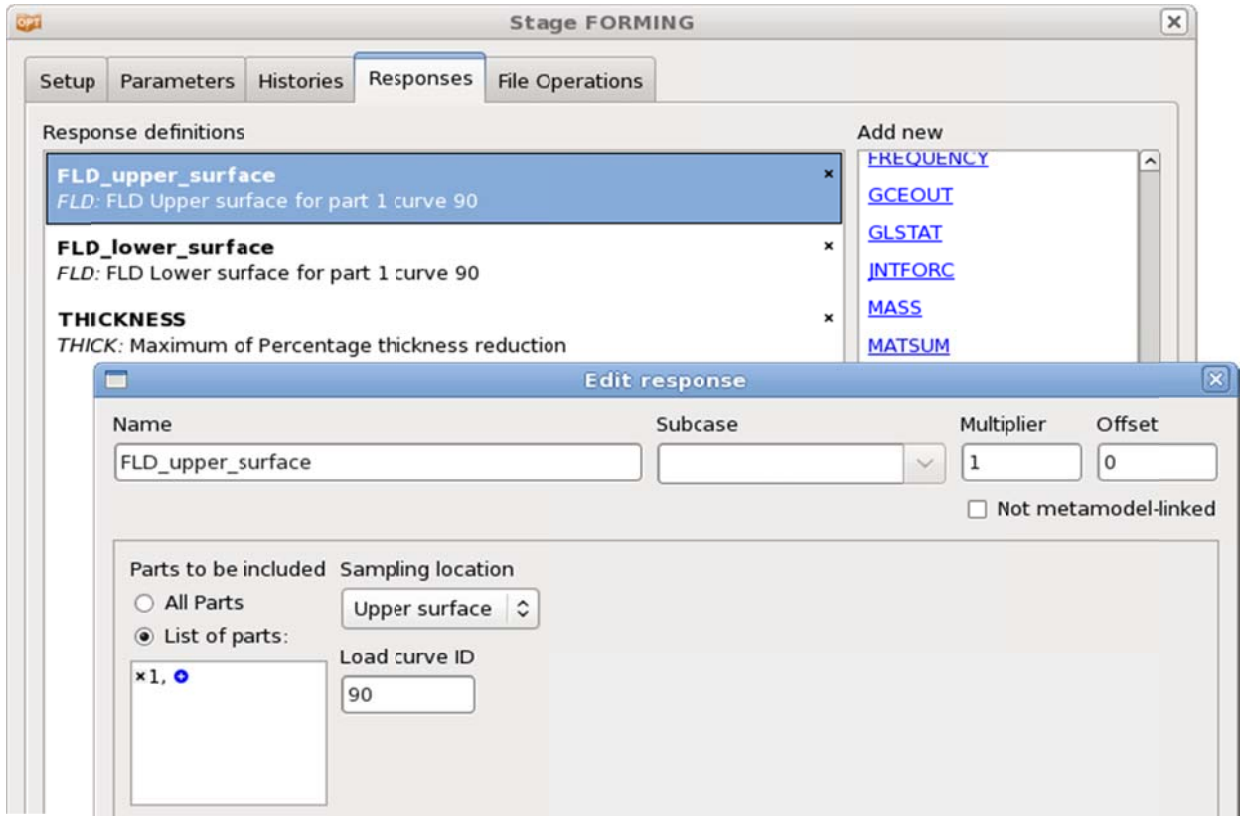 OPT
Stage FORMING
Setup Parameters Histories Responses File Operations
Response definitions
Add new
FLD_upper_surface
FLD: FLD Upper surface for part 1 curve 90
FLD_lower_surface
FLD: FLD Lower surface for part 1 curve 90
THICKNESS
THICK: Maximum of Percentage thickness reduction
FREQUENCY
GCEOUT
GLSTAT
JNTFORC
MASS
MATSUM
Edit response
Name Subcase Multiplier Offset
FLD_upper_surface 1 0
Not metamodel-linked
Parts to be included Sampling location
All Parts Upper surface
List of parts:
Load curve ID
×1,
90